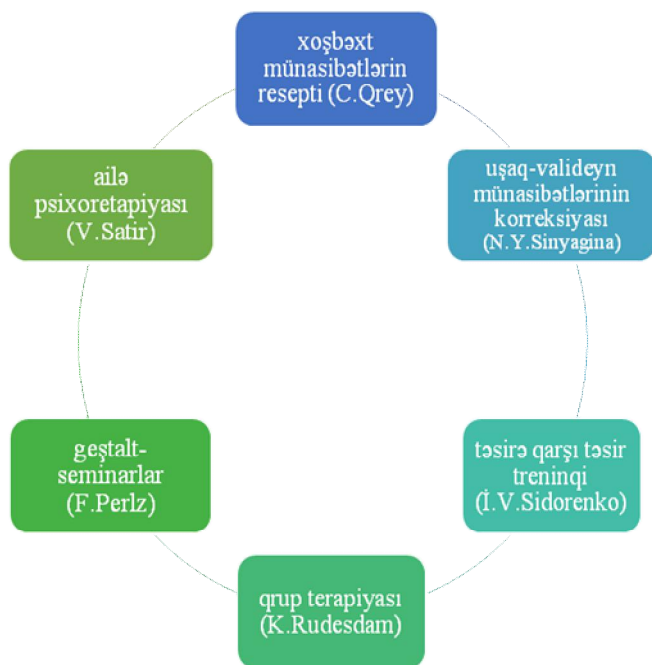 xoşbəxt
münasibətlərin
resepti (C.Qrey)
uşaq-valideyn
münasibətlərinin
korreksiyası
(N.Y.Sinyagina)
təsirə qarşı təsir
treninqi
(İ.V.Sidorenko)
qrup terapiyası
(K.Rudesdam)
geştalt-
seminarlar
(F.Perlz)
ailə
psixoretapiyası
(V.Satir)